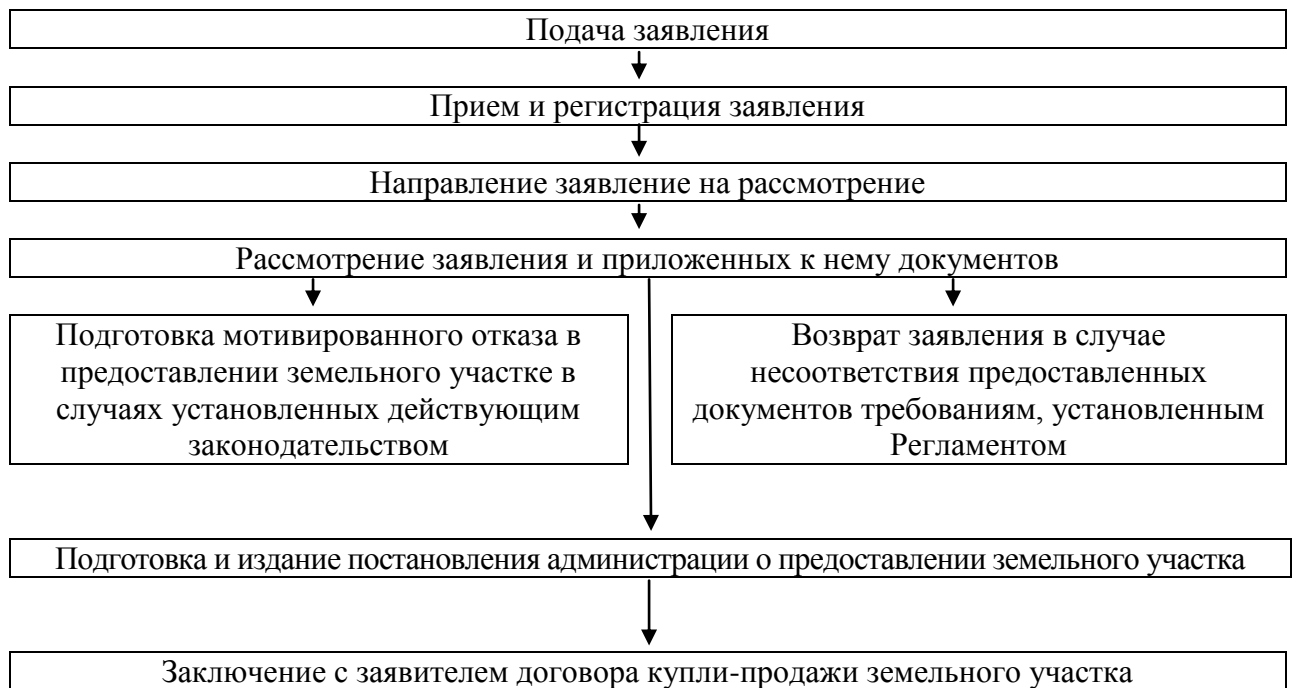 Подача заявления
Прием и регистрация заявления
Направление заявление на рассмотрение
Рассмотрение заявления и приложенных к нему документов
Подготовка мотивированного отказа в
предоставлении земельного участке в
случаях установленных действующим
законодательством
Возврат заявления в случае
несоответствия предоставленных
документов требованиям, установленным
Регламентом
Подготовка и издание постановления администрации о предоставлении земельного участка
Заключение с заявителем договора купли-продажи земельного участка